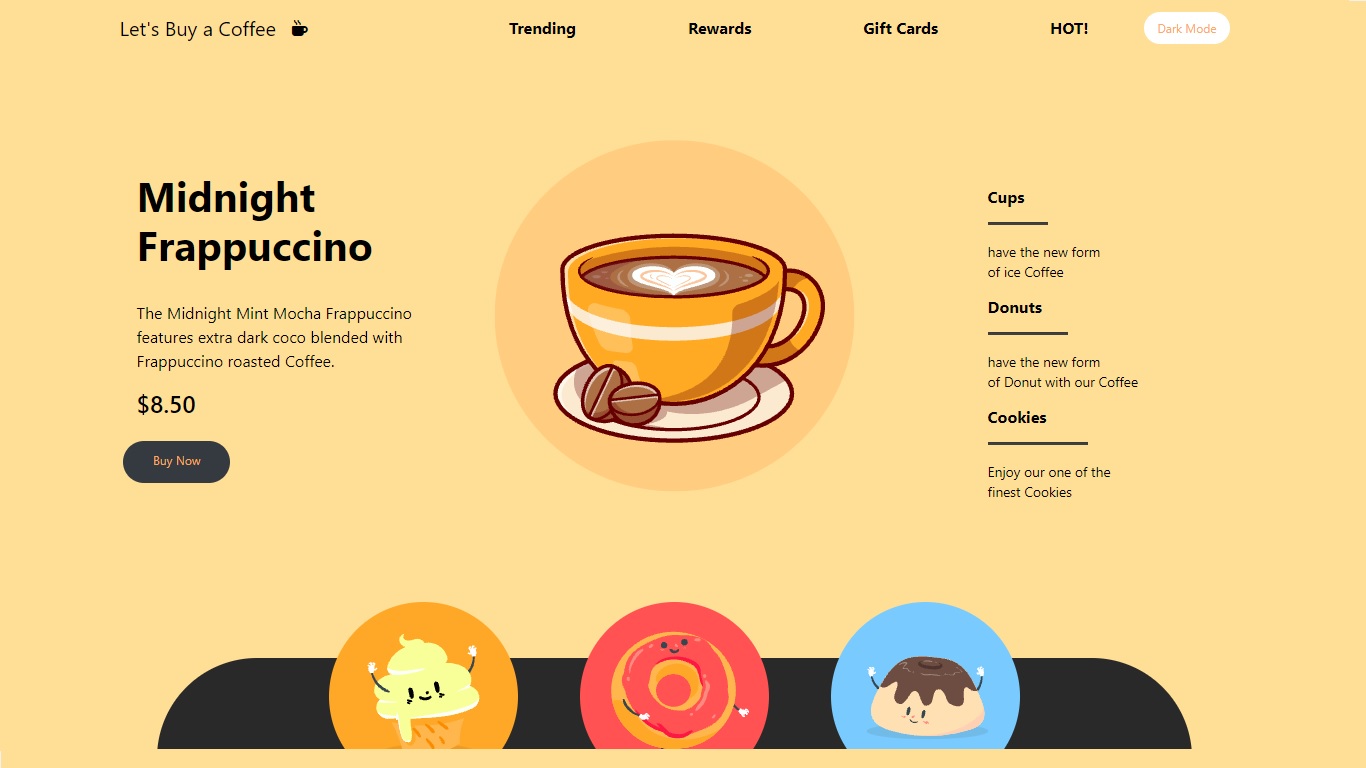 Let's Buy a Coffee
Trending
Rewards
Gift Cards
HOT!
Dark Mode
Midnight
Frappuccino
The Midnight Mint Mocha Frappuccino
features extra dark coco blended with
Frappuccino roasted Coffee.
$8.50
Buy Now
Cups
have the new form
of ice Coffee
Donuts
have the new form
of Donut with our Coffee
Cookies
Enjoy our one of the
finest Cookies